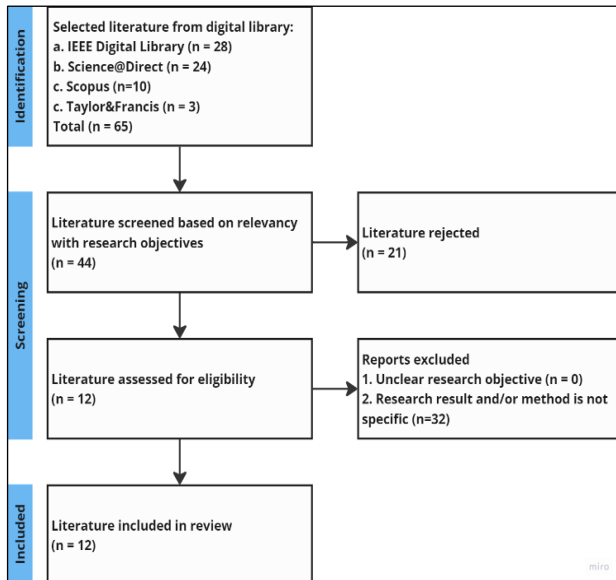 Identification
Selected literature from digital library:
a. IEEE Digital Library (n = 28)
b. Science@Direct (n = 24)
c. Scopus (n=10)
c. Taylor&Francis (n = 3)
Total (n = 65)
Screening
Literature screened based on relevancy
with research objectives
(n = 44)
Literature rejected
(n = 21)
Literature assessed for eligibility
(n = 12)
Reports excluded
1. Unclear research objective (n = 0)
2. Research result and/or method is not
specific (n=32)
Included
Literature included in review
(n = 12)
miro